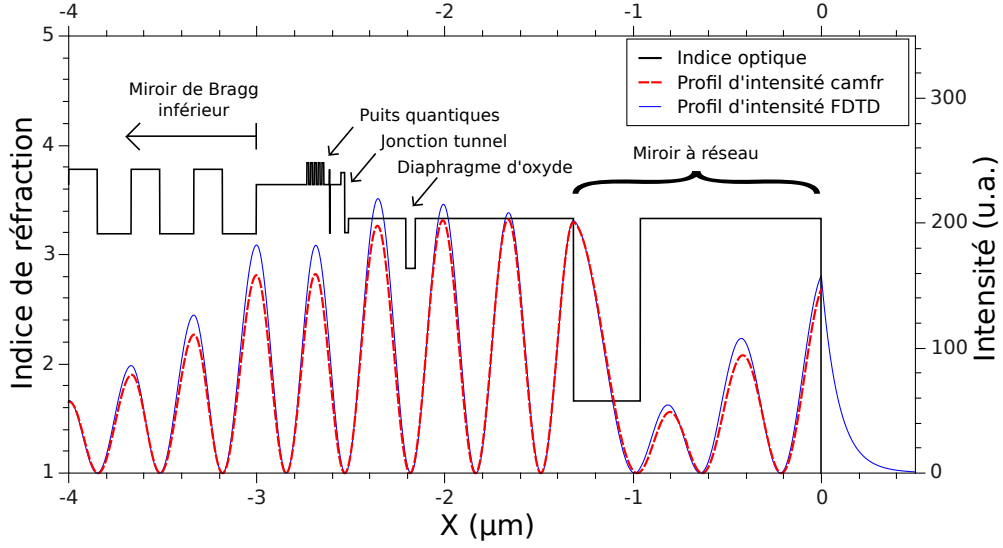 -4 -3 -2 -1 0
5
4
3
2
1
Indice de réfraction
Miroir de Bragg
inférieur
Puits quantiques
Jonction tunnel
Diaphragme d'oxyde
Indice optique
Profil d'intensité camfr
Profil d'intensité FDTD
Miroir à réseau
300
200
100
0
Intensité (u.a.)
-4 -3 -2 -1 0
X (µm)